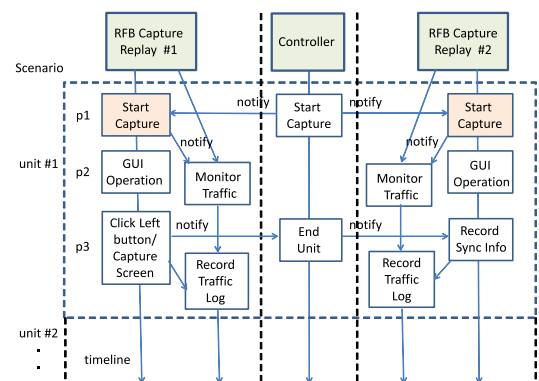 RFB Capture
Replay #1
Controller
RFB Capture
Replay #2
Scenario
unit #1
p1
Start
Capture
notify
Start
Capture
notify
Start
Capture
notify
notify
p2
GUI
Operation
Monitor
Traffic
Monitor
Traffic
GUI
Operation
p3
Click Left
button/
Capture
Screen
notify
End
Unit
notify
Record
Sync Info
Record
Traffic
Log
Record
Traffic
Log
unit #2
.
.
timeline